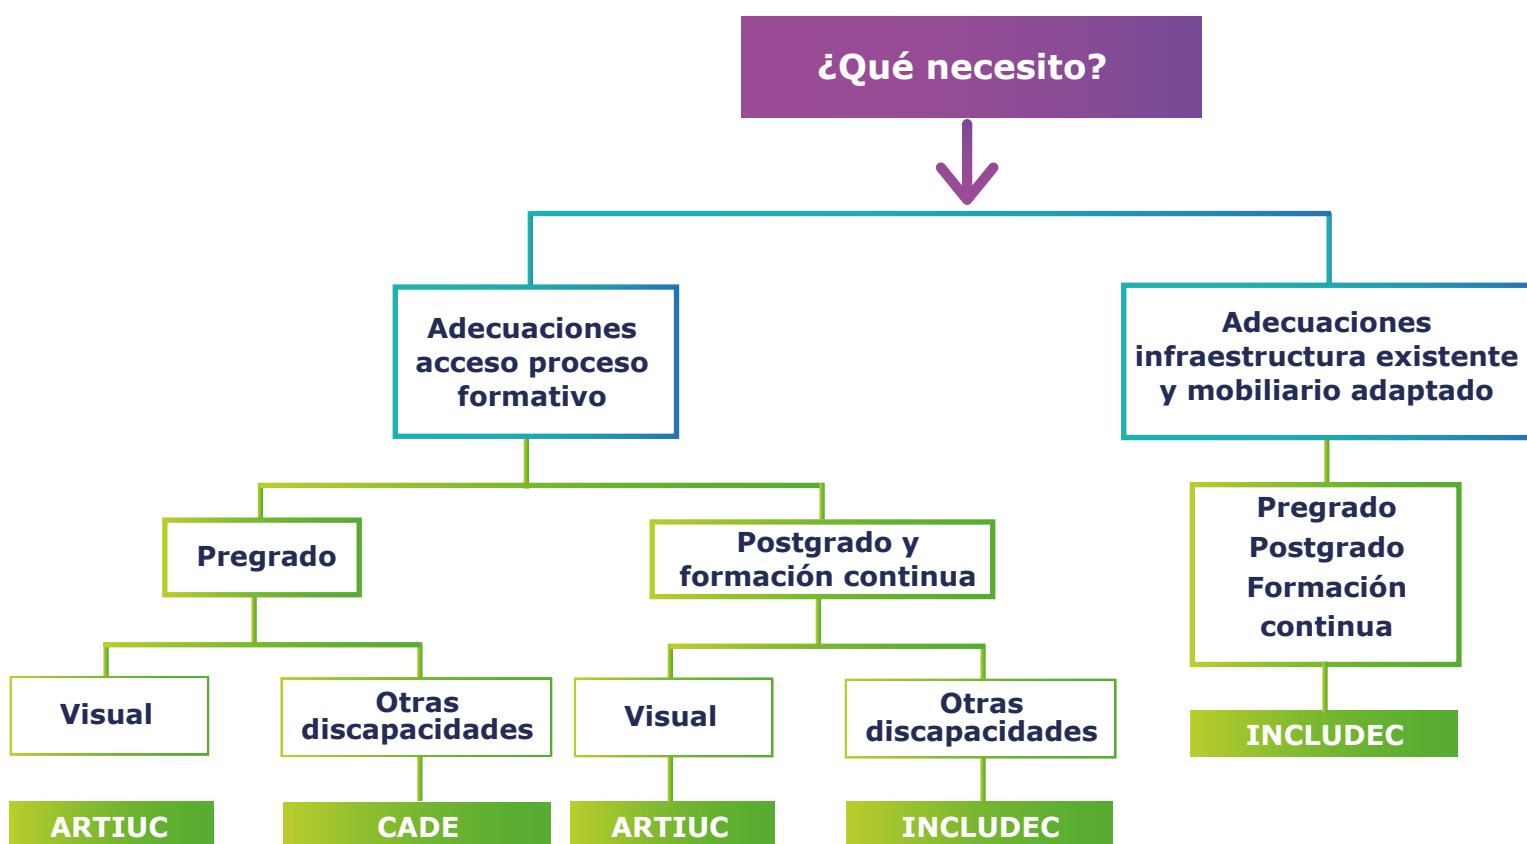 ¿Qué necesito?
Adecuaciones
acceso proceso
formativo
Adecuaciones
infraestructura existente
y mobiliario adaptado
Pregrado
Postgrado y
formación continua
Pregrado
Postgrado
Formación
continua
Visual
Otras
discapacidades
Visual
Otras
discapacidades
INCLUDEC
ARTIUC
CADE
ARTIUC
INCLUDEC